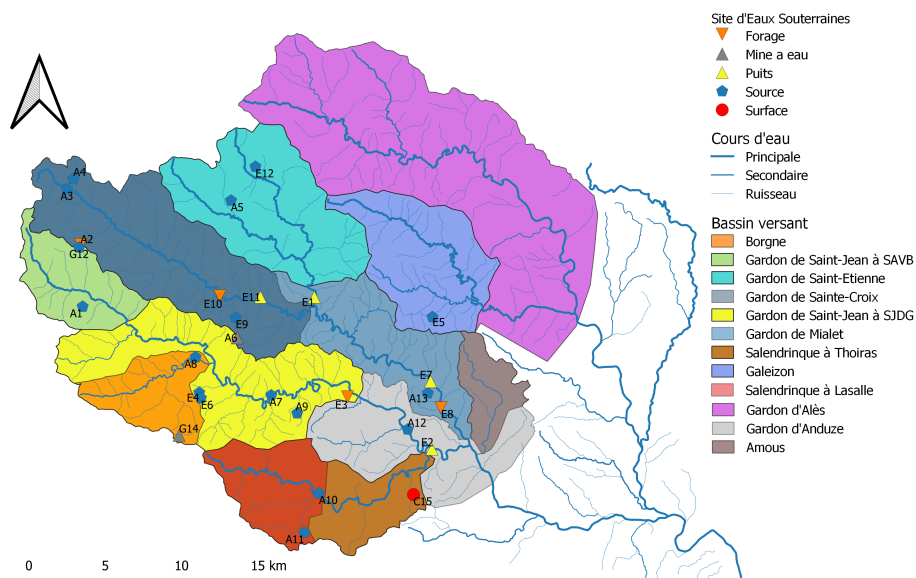 Site d'Eaux Souterraines
Forage
Mine a eau
Puits
Source
Surface
Cours d'eau
Principale
Secondaire
Ruisseau
Bassin versant
Borgne
Gardon de Saint-Jean à SAVB
Gardon de Saint-Etienne
Gardon de Sainte-Croix
Gardon de Saint-Jean à SJDG
Gardon de Mialet
Salendrinque à Thoiras
Galeizon
Salendrinque à Lasalle
Gardon d'Alès
Gardon d'Anduze
Amous
A4
A3
E12
A5
A2
G12
E10
E11
E1
A1
E9
E5
A6
A8
E7
E4
E6
A7
A9
E3
A13
E8
G14
A12
E2
A10
C15
A11
0 5 10 15 km